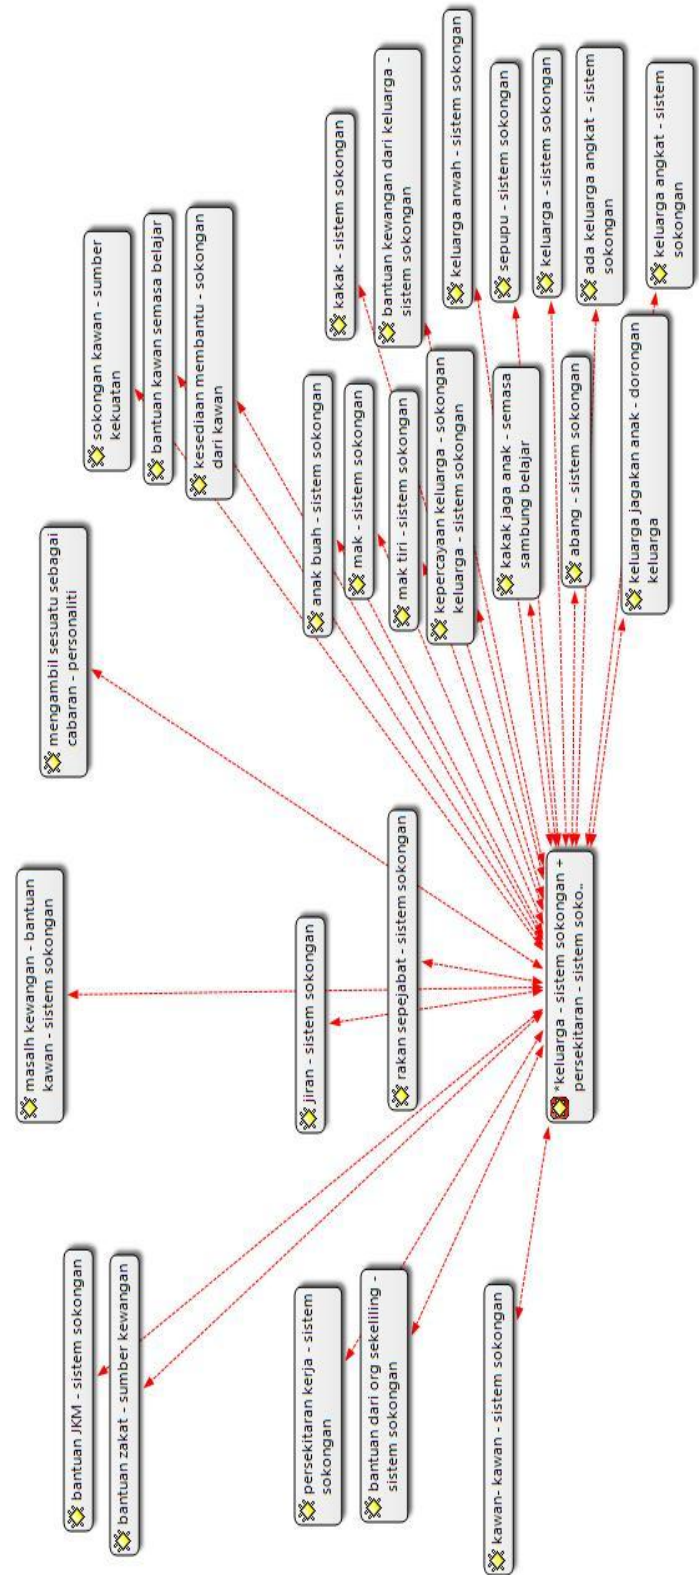 bantuan JKM - sistem sokongan
bantuan zakat - sumber kewangan
persekitaran kerja - sistem
sokongan
bantuan dari org sekeliling -
sistem sokongan
kawan- kawan - sistem sokongan
masalh kewangan - bantuan
kawan - sistem sokongan
jiran - sistem sokongan
rakan sepejabat - sistem sokongan
*keluarga - sistem sokongan +
persekitaran - sistem soko..
mengambil sesuatu sebagai
cabaran - personaliti
sokongan kawan - sumber
kekuatan
bantuan kawan semasa belajar
kesediaan membantu - sokongan
dari kawan
anak buah - sistem sokongan
mak - sistem sokongan
mak tiri - sistem sokongan
kepercayaan keluarga - sokongan
keluarga - sistem sokongan
kakak jaga anak - semasa
sambung belajar
abang - sistem sokongan
keluarga jagakan anak - dorongan
keluarga
kakak - sistem sokongan
bantuan kewangan dari keluarga -
sistem sokongan
keluarga arwah - sistem sokongan
sepupu - sistem sokongan
keluarga - sistem sokongan
ada keluarga angkat - sistem
sokongan
keluarga angkat - sistem
sokongan